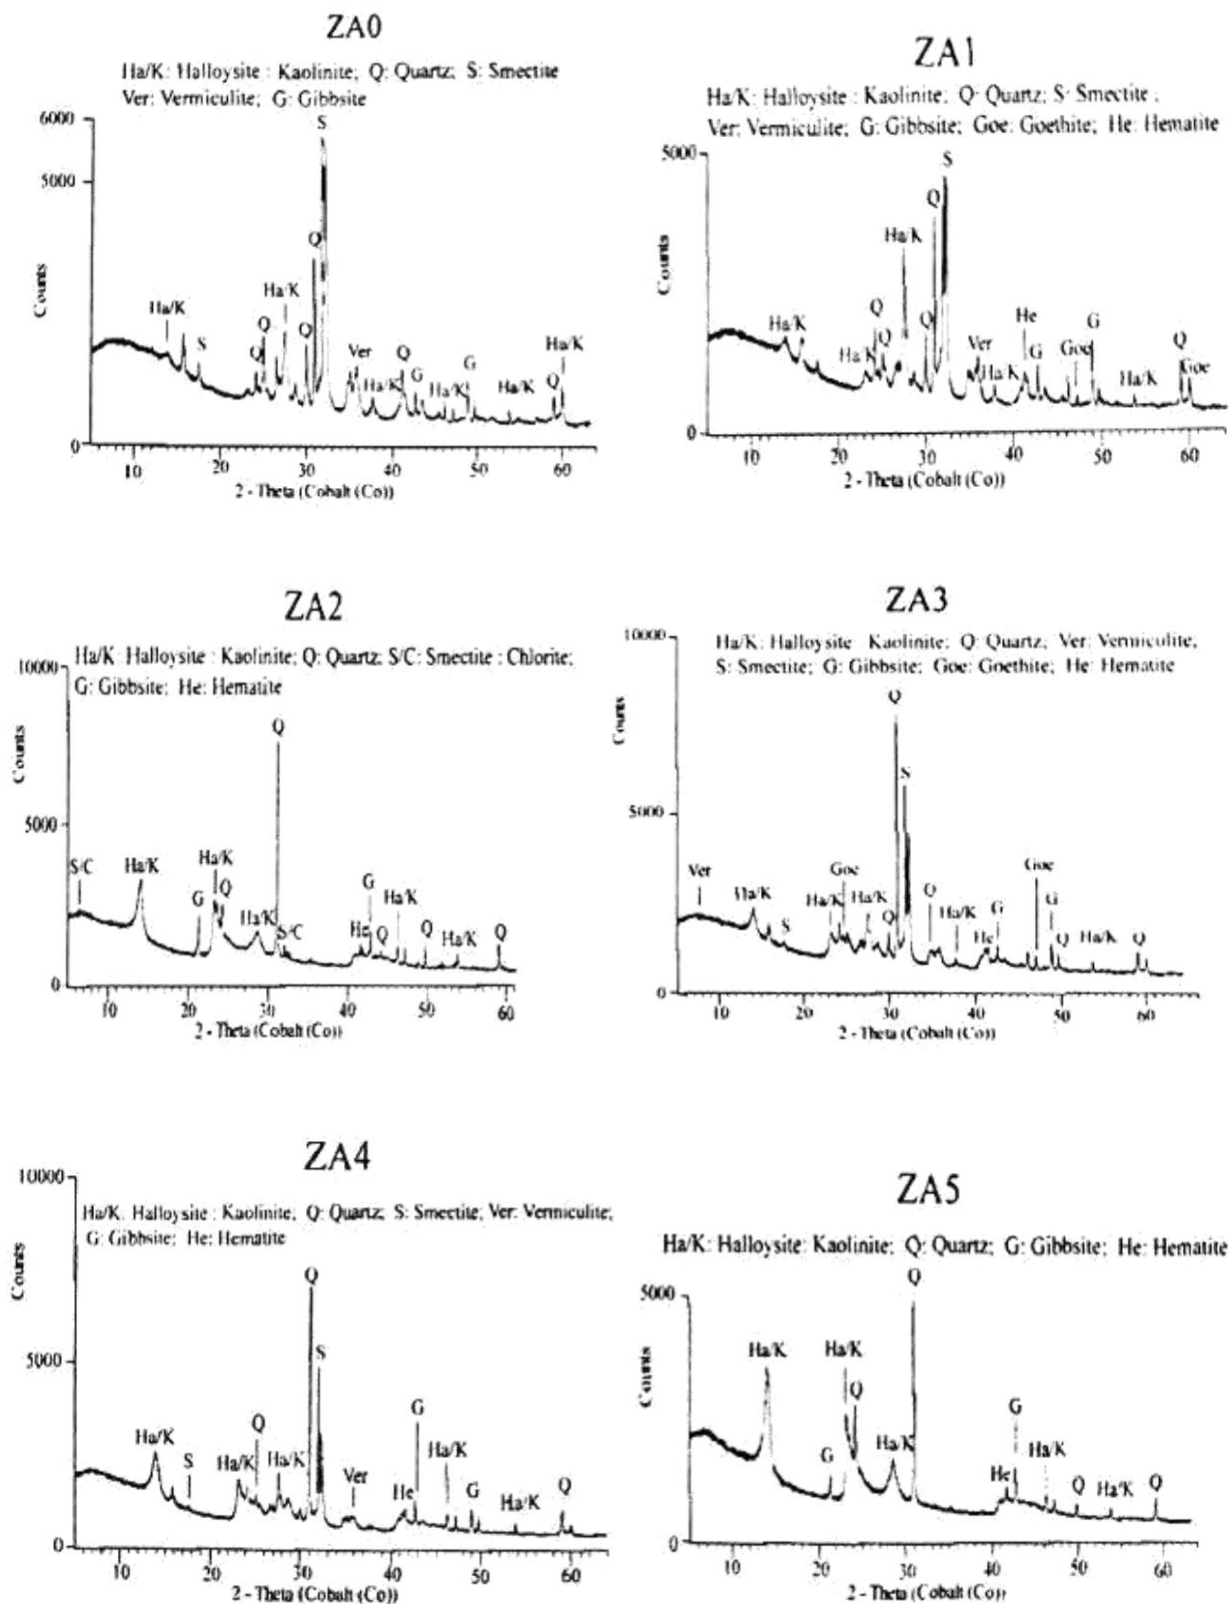 ZA0
Ha/K: Halloysite : Kaolinite; Q: Quartz; S: Smectite
Ver: Vermiculite; G: Gibbsite
6000
5000
0
Counts
S
Q
Ha/K
Ha/K
S
Q
Q
Q
Ver
Ha/K
Q
G
Ha/K
G
Ha/K
Q
Ha/K
10 20 30 40 50 60
2 - Theta (Cobalt (Co))
ZA1
Ha/K: Halloysite : Kaolinite; Q: Quartz; S: Smectite ;
Ver: Vermiculite; G: Gibbsite; Goe: Goethite; He: Hematite
5000
0
Counts
S
Q
Ha/K
Ha/K
Ha/K
Q
Q
Q
Ver
Ha/K
He
G
Goe
G
Ha/K
Q
Goe
10 20 30 40 50 60
2 - Theta (Cobalt (Co))
ZA2
Ha/K: Halloysite : Kaolinite; Q: Quartz; S/C: Smectite : Chlorite;
G: Gibbsite; He: Hematite
10000
5000
0
Counts
S/C
Ha/K
G
Ha/K
Q
Ha/K
Q
S/C
He
G
Q
Ha/K
Q
Ha/K
Q
10 20 30 40 50 60
2 - Theta (Cobalt (Co))
ZA3
Ha/K: Halloysite : Kaolinite; Q: Quartz; Ver: Vermiculite,
S: Smectite; G: Gibbsite; Goe: Goethite; He: Hematite
10000
5000
0
Counts
Ver
Ha/K
S
Ha/K
Goe
Ha/K
Q
Q
S
Q
Ha/K
He
G
Goe
G
Q
Ha/K
Q
10 20 30 40 50 60
2 - Theta (Cobalt (Co))
ZA4
Ha/K: Halloysite : Kaolinite; Q: Quartz; S: Smectite; Ver: Vermiculite;
G: Gibbsite; He: Hematite
10000
5000
0
Counts
Ha/K
S
Ha/K
Q
Ha/K
Q
S
Ver
He
G
Ha/K
G
Ha/K
Q
10 20 30 40 50 60
2 - Theta (Cobalt (Co))
ZA5
Ha/K: Halloysite: Kaolinite; Q: Quartz; G: Gibbsite; He: Hematite
5000
0
Counts
Ha/K
G
Ha/K
Q
Ha/K
Q
He
G
Ha/K
Q
Ha/K
Q
10 20 30 40 50 60
2 - Theta (Cobalt (Co))